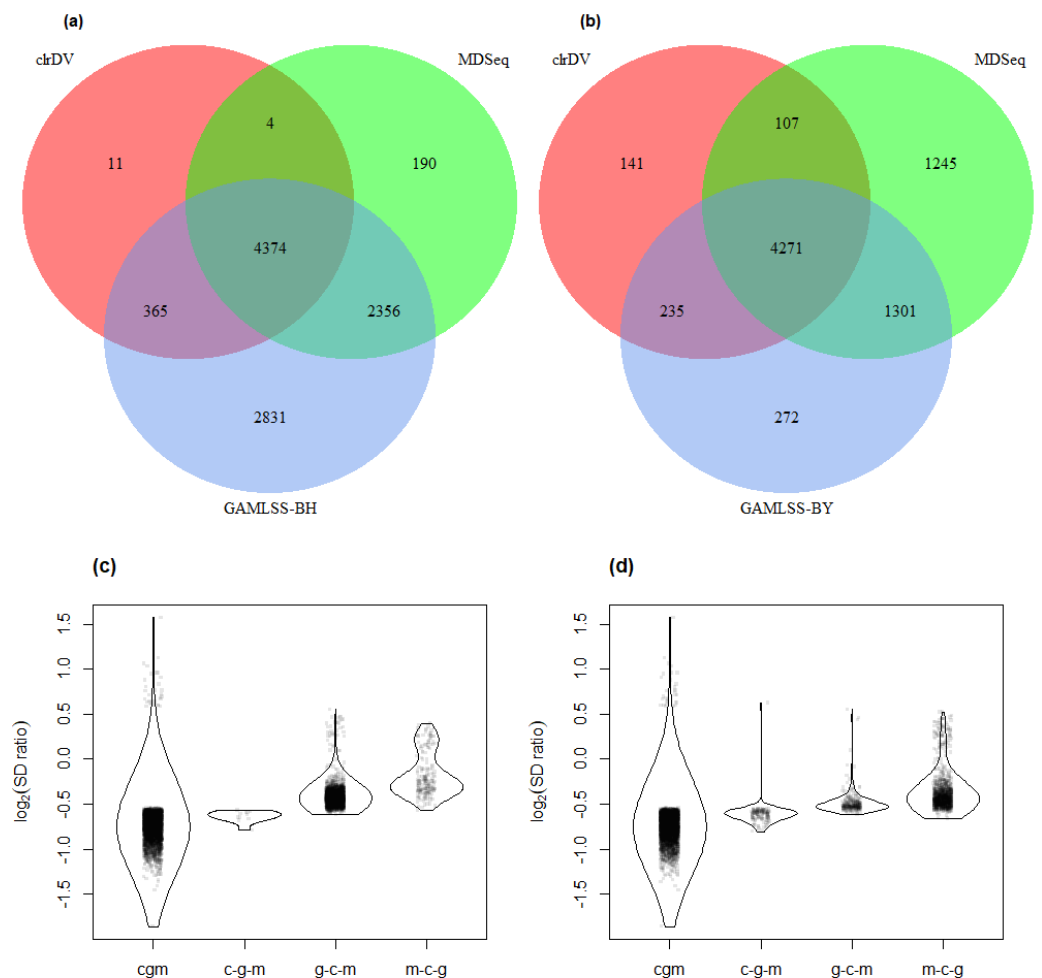 (a)
clrDV
MDSeq
4
11
190
4374
365
2356
2831
GAMLSS-BH
(b)
clrDV
MDSeq
107
141
1245
4271
235
1301
272
GAMLSS-BY
(c)
log₂(SD ratio)
1.5
1.0
0.5
0.0
-0.5
-1.0
-1.5
cgm c-g-m g-c-m m-c-g
(d)
log₂(SD ratio)
1.5
1.0
0.5
0.0
-0.5
-1.0
-1.5
cgm c-g-m g-c-m m-c-g